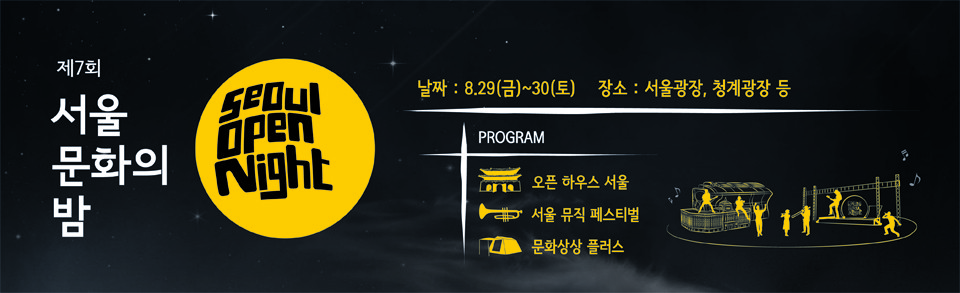 제7회
서울
문화의
밤
Seoul
Open
Night
날짜 : 8.29(금)~30(토) 장소 : 서울광장, 청계광장 등
PROGRAM
오픈 하우스 서울
서울 뮤직 페스티벌
문화상상 플러스